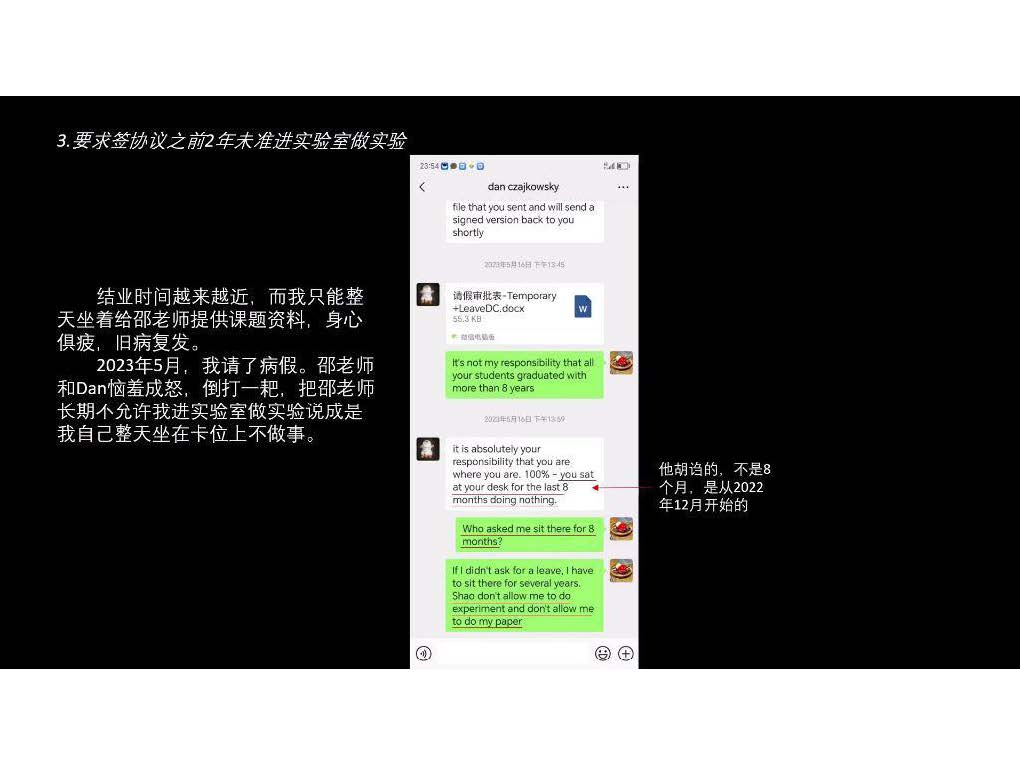 3.要求签协议之前2年未准进实验室做实验
结业时间越来越近，而我只能整
天坐着给邵老师提供课题资料，身心
俱疲，旧病复发。
2023年5月，我请了病假。邵老师
和Dan恼羞成怒，倒打一耙，把邵老师
长期不允许我进实验室做实验说成是
我自己整天坐在卡位上不做事。
23:54
dan czajkowsky
file that you sent and will send a
signed version back to you
shortly
2023年5月16日 下午13:45
请假审批表-Temporary
+LeaveDC.docx
55.3 KB
W
微信电脑版
It's not my responsibility that all
your students graduated with
more than 8 years
2023年5月16日 下午13:59
it is absolutely your
responsibility that you are
where you are. 100% - you sat
at your desk for the last 8
months doing nothing.
他胡诌的，不是8
个月，是从2022
年12月开始的
Who asked me sit there for 8
months?
If I didn't ask for a leave, I have
to sit there for several years.
Shao don't allow me to do
experiment and don't allow me
to do my paper